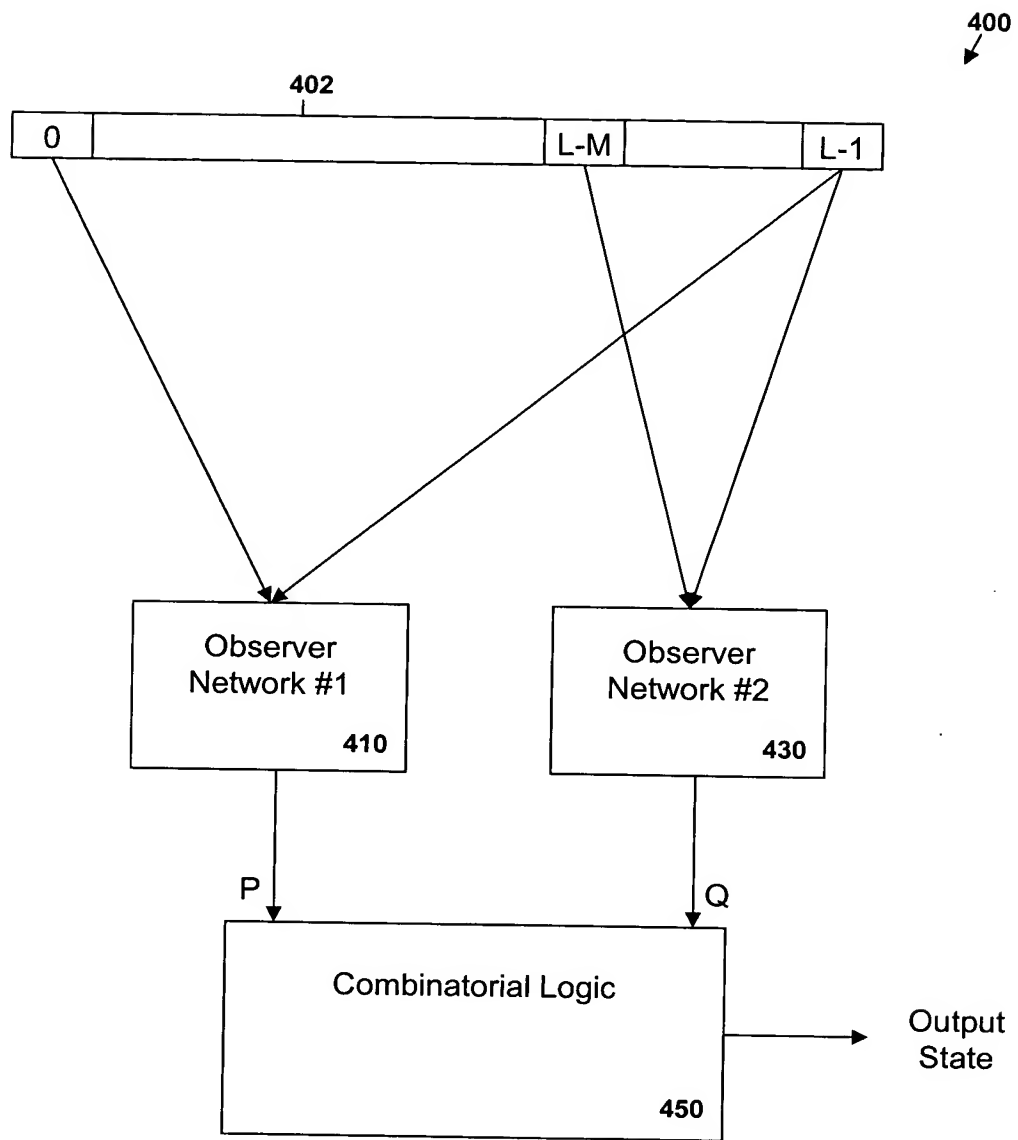 400
402
0
L-M
L-1
Observer
Network #1
410
Observer
Network #2
430
P
Q
Combinatorial Logic
450
Output
State